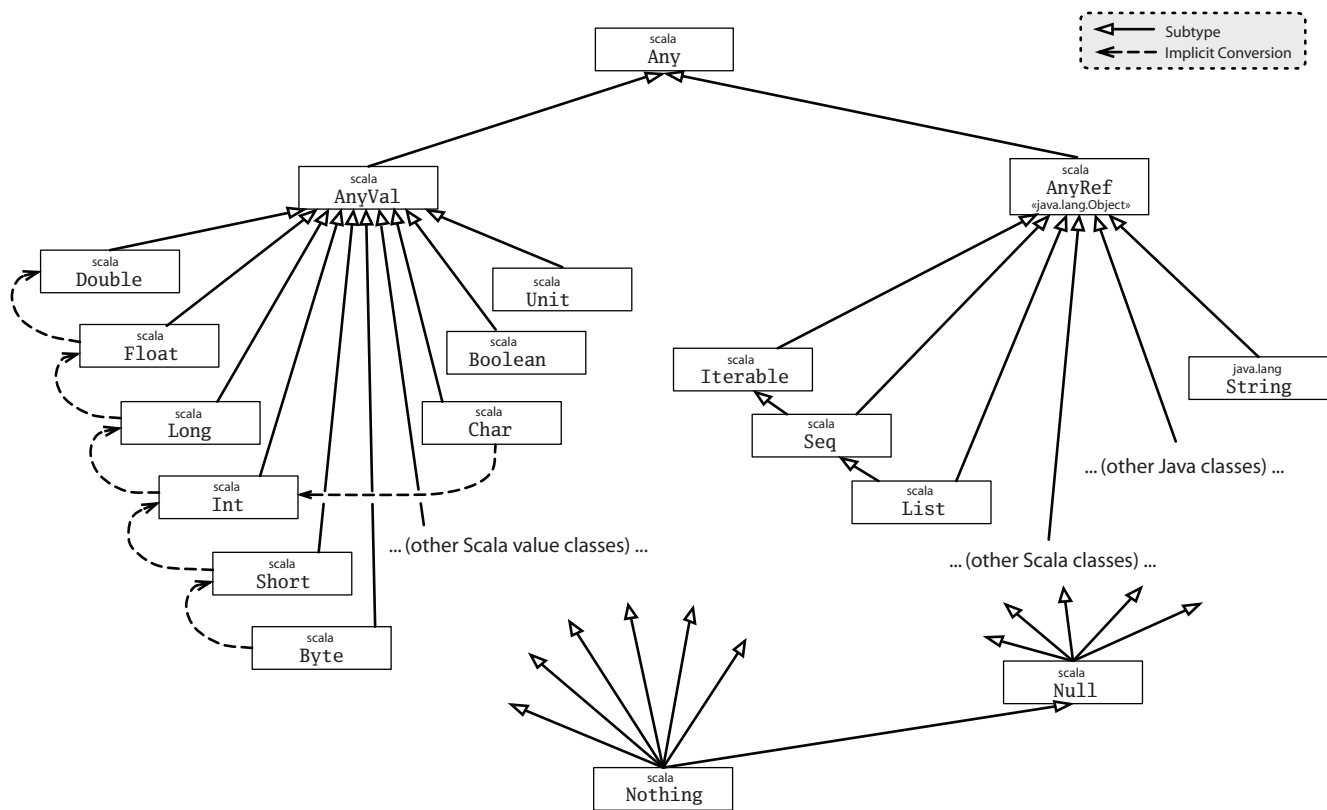 scala
Any
Subtype
Implicit Conversion
scala
AnyVal
scala
AnyRef
«java.lang.Object»
scala
Double
scala
Unit
scala
Float
scala
Boolean
scala
Iterable
java.lang
String
scala
Long
scala
Char
scala
Seq
... (other Java classes) ...
scala
Int
scala
List
... (other Scala value classes) ...
... (other Scala classes) ...
scala
Short
scala
Byte
scala
Null
scala
Nothing